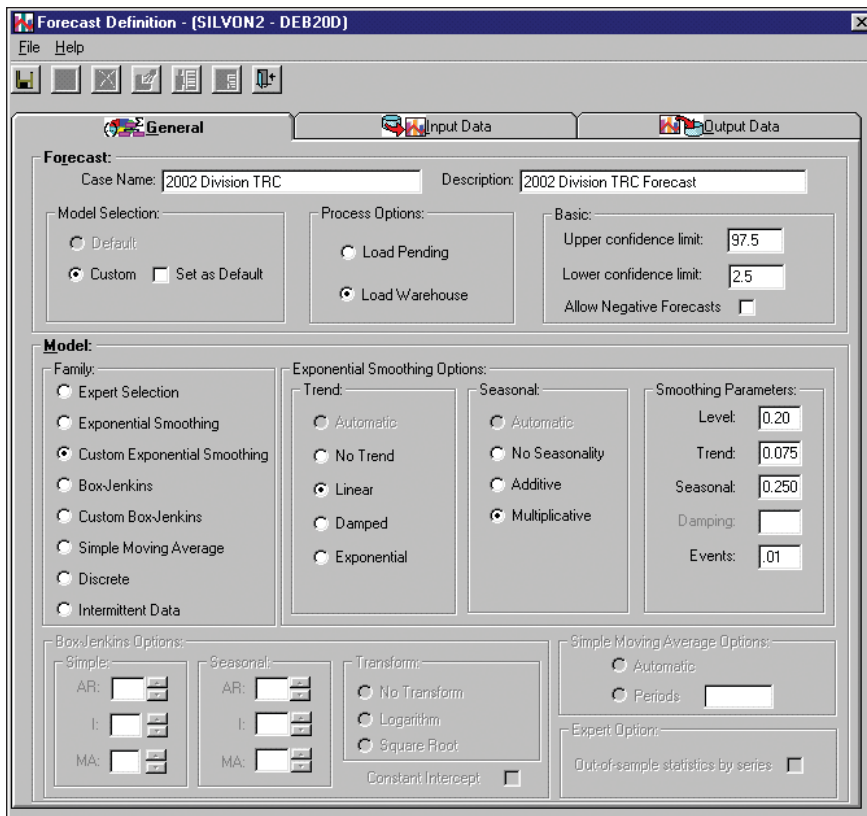 Forecast Definition - (SILVON2 - DEB20D)
File Help
General
Input Data
Output Data
Forecast:
Case Name: 2002 Division TRC
Description: 2002 Division TRC Forecast
Model Selection:
Default
Custom
Set as Default
Process Options:
Load Pending
Load Warehouse
Basic:
Upper confidence limit: 97.5
Lower confidence limit: 2.5
Allow Negative Forecasts
Model:
Family:
Expert Selection
Exponential Smoothing
Custom Exponential Smoothing
Box-Jenkins
Custom Box-Jenkins
Simple Moving Average
Discrete
Intermittent Data
Exponential Smoothing Options:
Trend:
Automatic
No Trend
Linear
Damped
Exponential
Seasonal:
Automatic
No Seasonality
Additive
Multiplicative
Smoothing Parameters:
Level: 0.20
Trend: 0.075
Seasonal: 0.250
Damping:
Events: .01
Box-Jenkins Options:
Simple:
AR:
I:
MA:
Seasonal:
AR:
I:
MA:
Transform:
No Transform
Logarithm
Square Root
Constant Intercept
Simple Moving Average Options:
Automatic
Periods
Expert Option:
Out-of-sample statistics by series